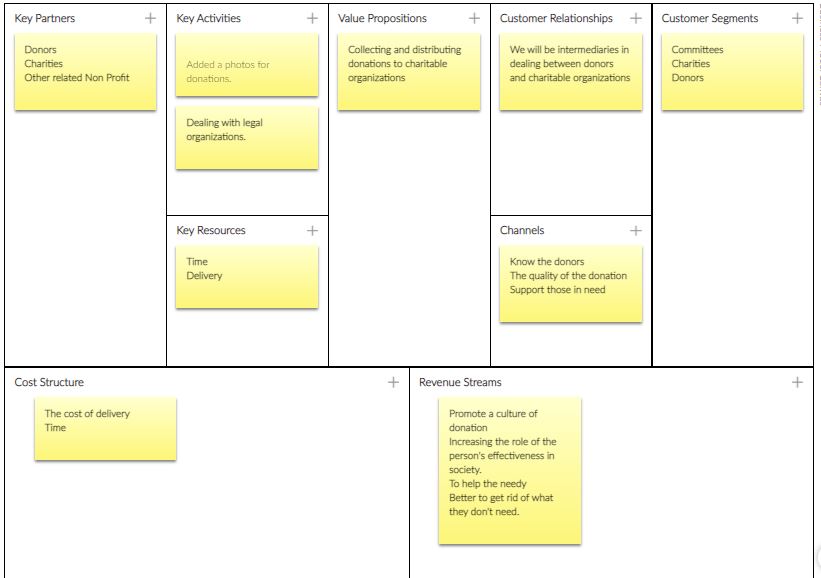 Key Partners
Donors
Charities
Other related Non Profit
Key Activities
Added a photos for
donations.
Dealing with legal
organizations.
Key Resources
Time
Delivery
Value Propositions
Collecting and distributing
donations to charitable
organizations
Customer Relationships
We will be intermediaries in
dealing between donors
and charitable organizations
Channels
Know the donors
The quality of the donation
Support those in need
Customer Segments
Committees
Charities
Donors
Cost Structure
The cost of delivery
Time
Revenue Streams
Promote a culture of
donation
Increasing the role of the
person's effectiveness in
society.
To help the needy
Better to get rid of what
they don't need.